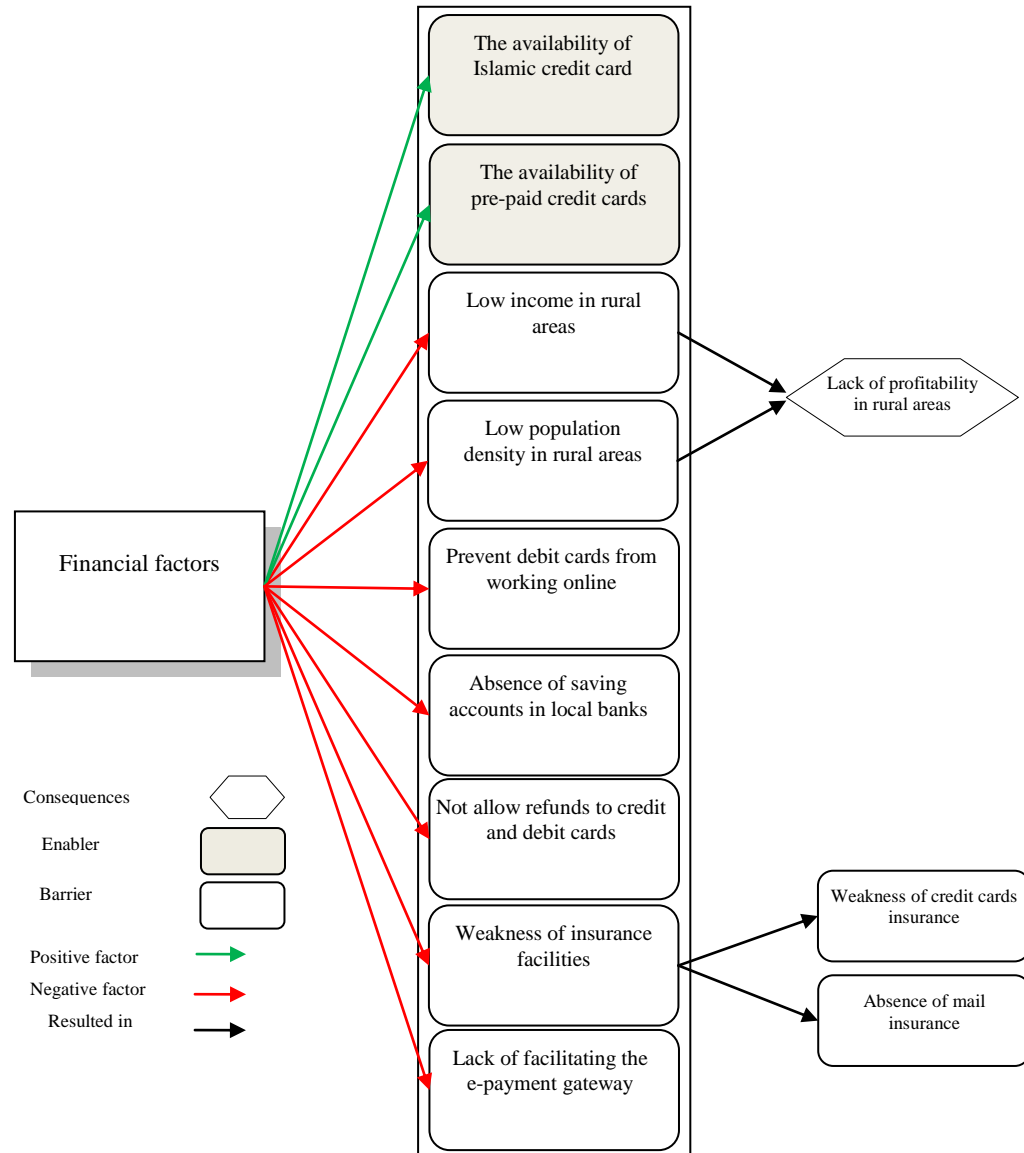 The availability of
Islamic credit card
The availability of
pre-paid credit cards
Low income in rural
areas
Lack of profitability
in rural areas
Low population
density in rural areas
Financial factors
Prevent debit cards from
working online
Absence of saving
accounts in local banks
Not allow refunds to credit
and debit cards
Weakness of insurance
facilities
Weakness of credit cards
insurance
Absence of mail
insurance
Lack of facilitating the
e-payment gateway
Consequences
Enabler
Barrier
Positive factor
Negative factor
Resulted in